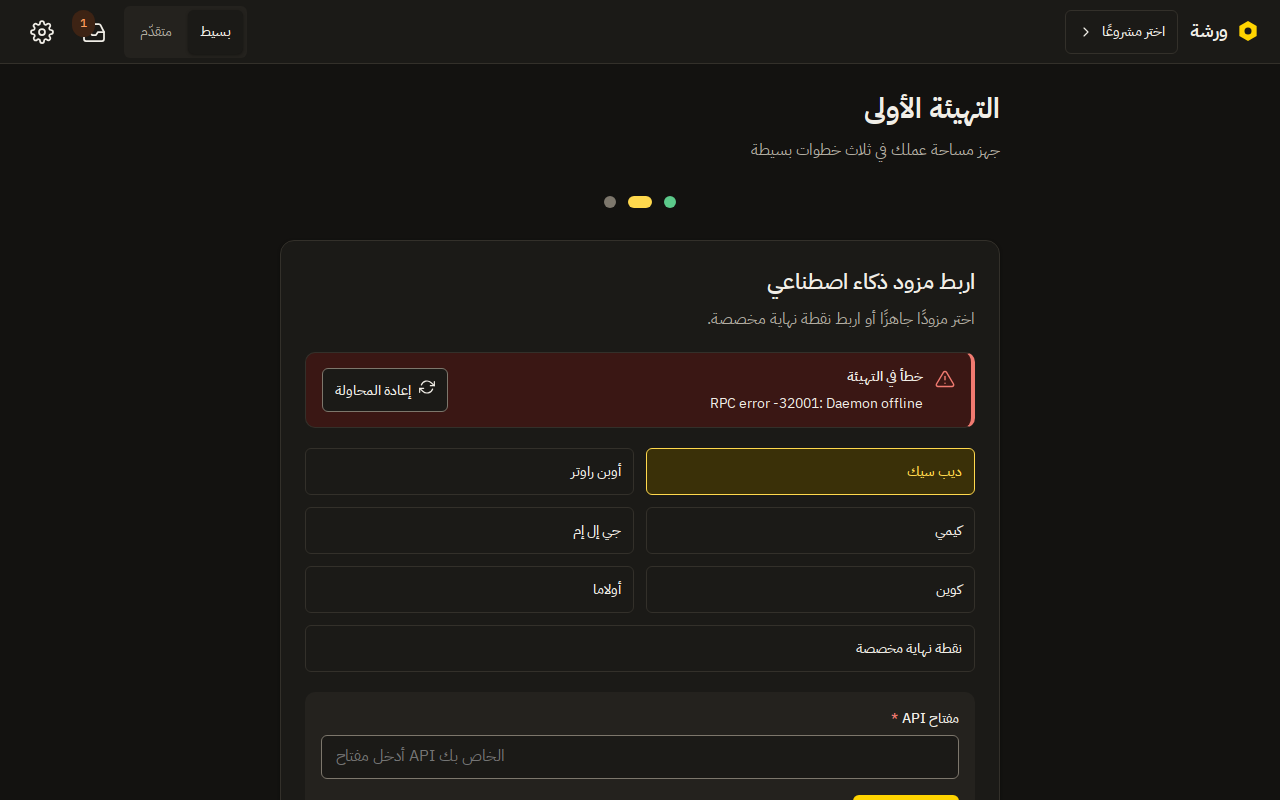 ورشة
اختر مشروعًا
بسيط
متقدّم
1
التهيئة الأولى
جهز مساحة عملك في ثلاث خطوات بسيطة
اربط مزود ذكاء اصطناعي
اختر مزودًا جاهزًا أو اربط نقطة نهاية مخصصة.
خطأ في التهيئة
RPC error -32001: Daemon offline
إعادة المحاولة
ديب سيك
أوبن راوتر
كيمي
جي إل إم
كوين
أولاما
نقطة نهاية مخصصة
مفتاح API *
أدخل مفتاح API الخاص بك